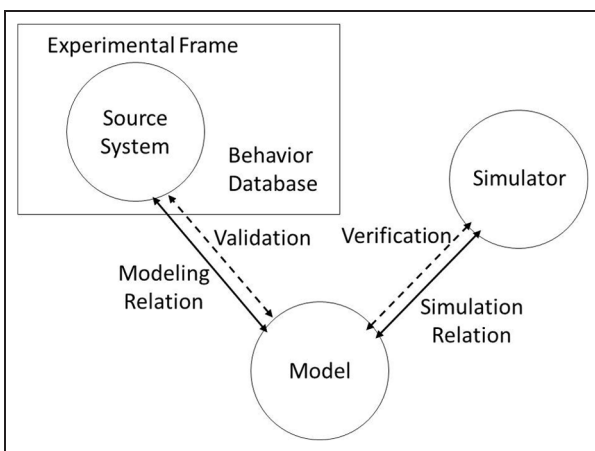 Experimental Frame
Source
System
Behavior
Database
Simulator
Validation
Verification
Modeling
Relation
Simulation
Relation
Model